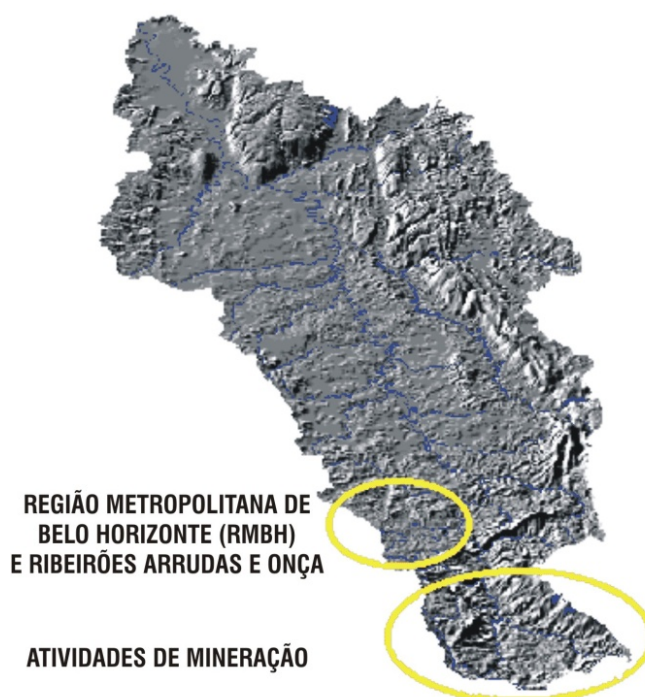 REGIÃO METROPOLITANA DE
BELO HORIZONTE (RMBH)
E RIBEIRÕES ARRUDAS E ONÇA
ATIVIDADES DE MINERAÇÃO